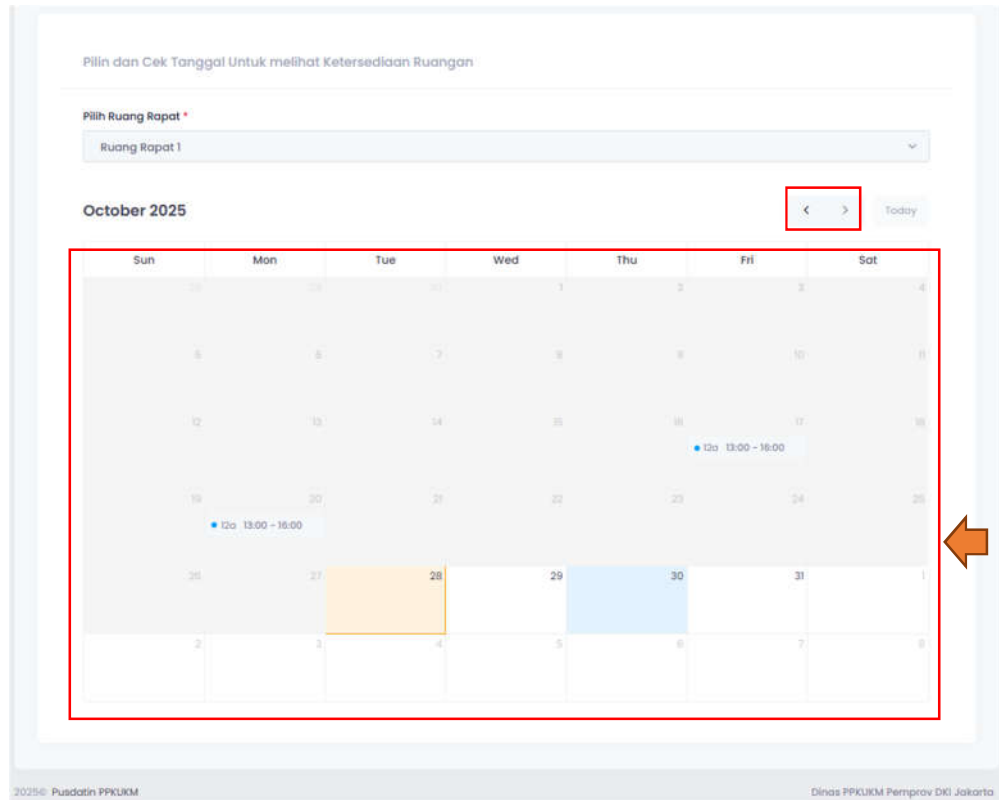 Pilin dan Cek Tanggal Untuk melihat Ketersediaan Ruangan
Pilih Ruang Rapat *
Ruang Rapat 1
October 2025
Today
Sun Mon Tue Wed Thu Fri Sat
28 29 30 1 2 3 4
5 6 7 8 9 10 11
12 13 14 15 16 17 18
12a 13:00 - 16:00
19 20 21 22 23 24 25
12a 13:00 - 16:00
26 27 28 29 30 31 1
2 3 4 5 6 7 8
2025© Pusdatin PPKUKM
Dinas PPKUKM Pemprov DKI Jakarta